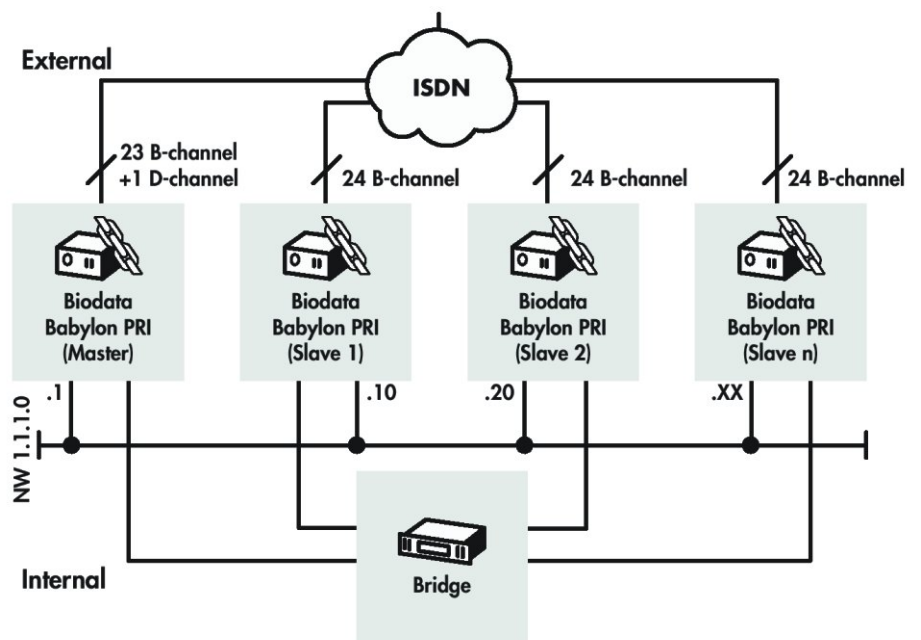 External
ISDN
23 B-channel
+1 D-channel
24 B-channel
24 B-channel
24 B-channel
Biodata
Babylon PRI
(Master)
Biodata
Babylon PRI
(Slave 1)
Biodata
Babylon PRI
(Slave 2)
Biodata
Babylon PRI
(Slave n)
.1
.10
.20
.XX
NW 1.1.1.0
Internal
Bridge